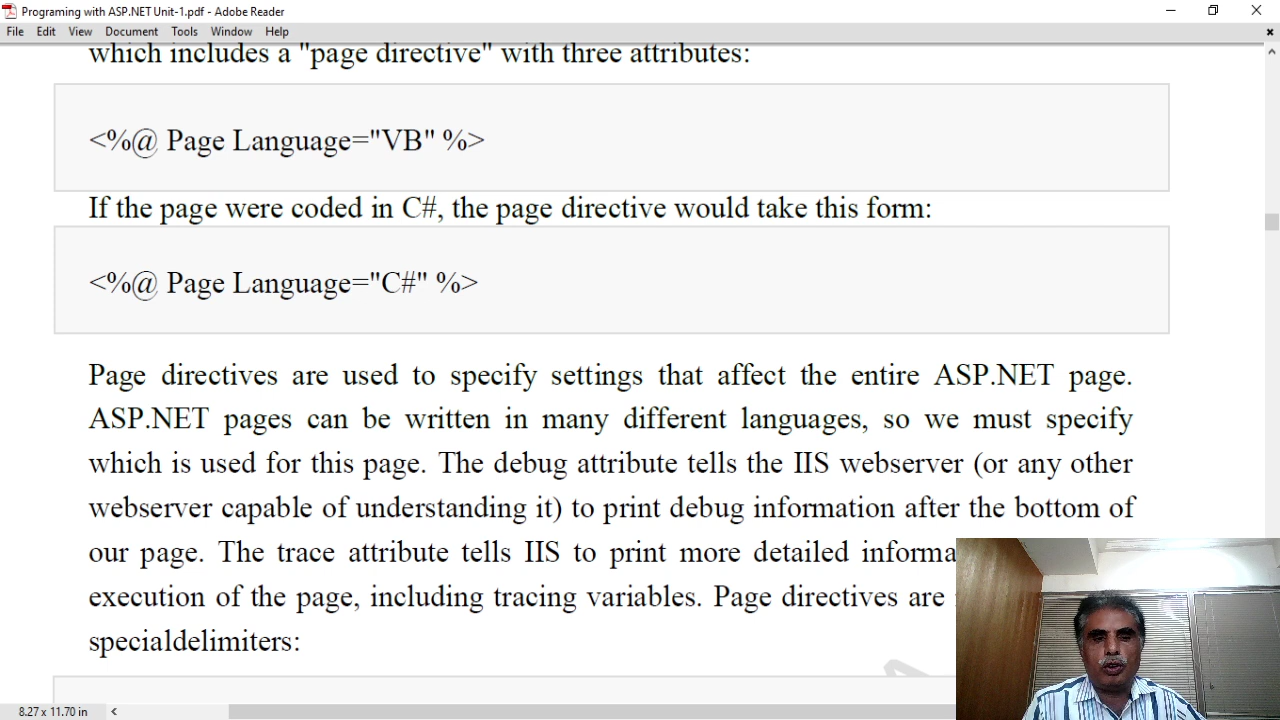 Programing with ASP.NET Unit-1.pdf - Adobe Reader
File Edit View Document Tools Window Help
which includes a "page directive" with three attributes:
<%@ Page Language="VB" %>
If the page were coded in C#, the page directive would take this form:
<%@ Page Language="C#" %>
Page directives are used to specify settings that affect the entire ASP.NET page.
ASP.NET pages can be written in many different languages, so we must specify
which is used for this page. The debug attribute tells the IIS webserver (or any other
webserver capable of understanding it) to print debug information after the bottom of
our page. The trace attribute tells IIS to print more detailed informa
execution of the page, including tracing variables. Page directives are
specialdelimiters:
8.27 x 11.70 in